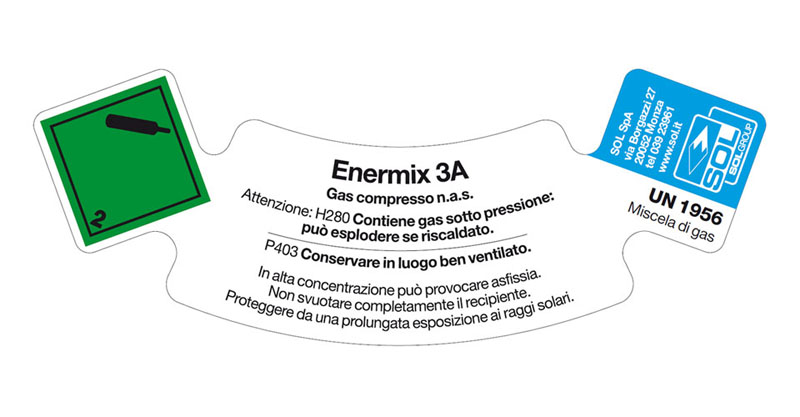 2
Enermix 3A
Gas compresso n.a.s.
Attenzione: H280 Contiene gas sotto pressione:
può esplodere se riscaldato.
P403 Conservare in luogo ben ventilato.
In alta concentrazione può provocare asfissia.
Non svuotare completamente il recipiente.
Proteggere da una prolungata esposizione ai raggi solari.
SOL SpA
via Borgazzi 27
20052 Monza
tel 039 23961
www.sol.it
SOL
SOLGROUP
UN 1956
Miscela di gas